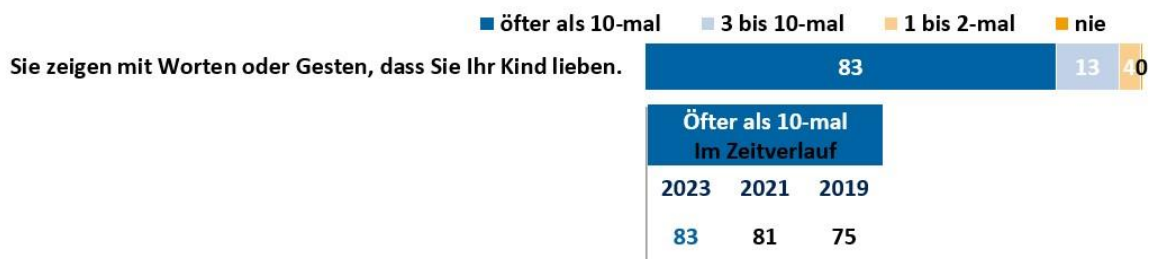 öfter als 10-mal 3 bis 10-mal 1 bis 2-mal nie
Sie zeigen mit Worten oder Gesten, dass Sie Ihr Kind lieben. 83 13 4 0
Öfter als 10-mal
Im Zeitverlauf
2023 2021 2019
83 81 75